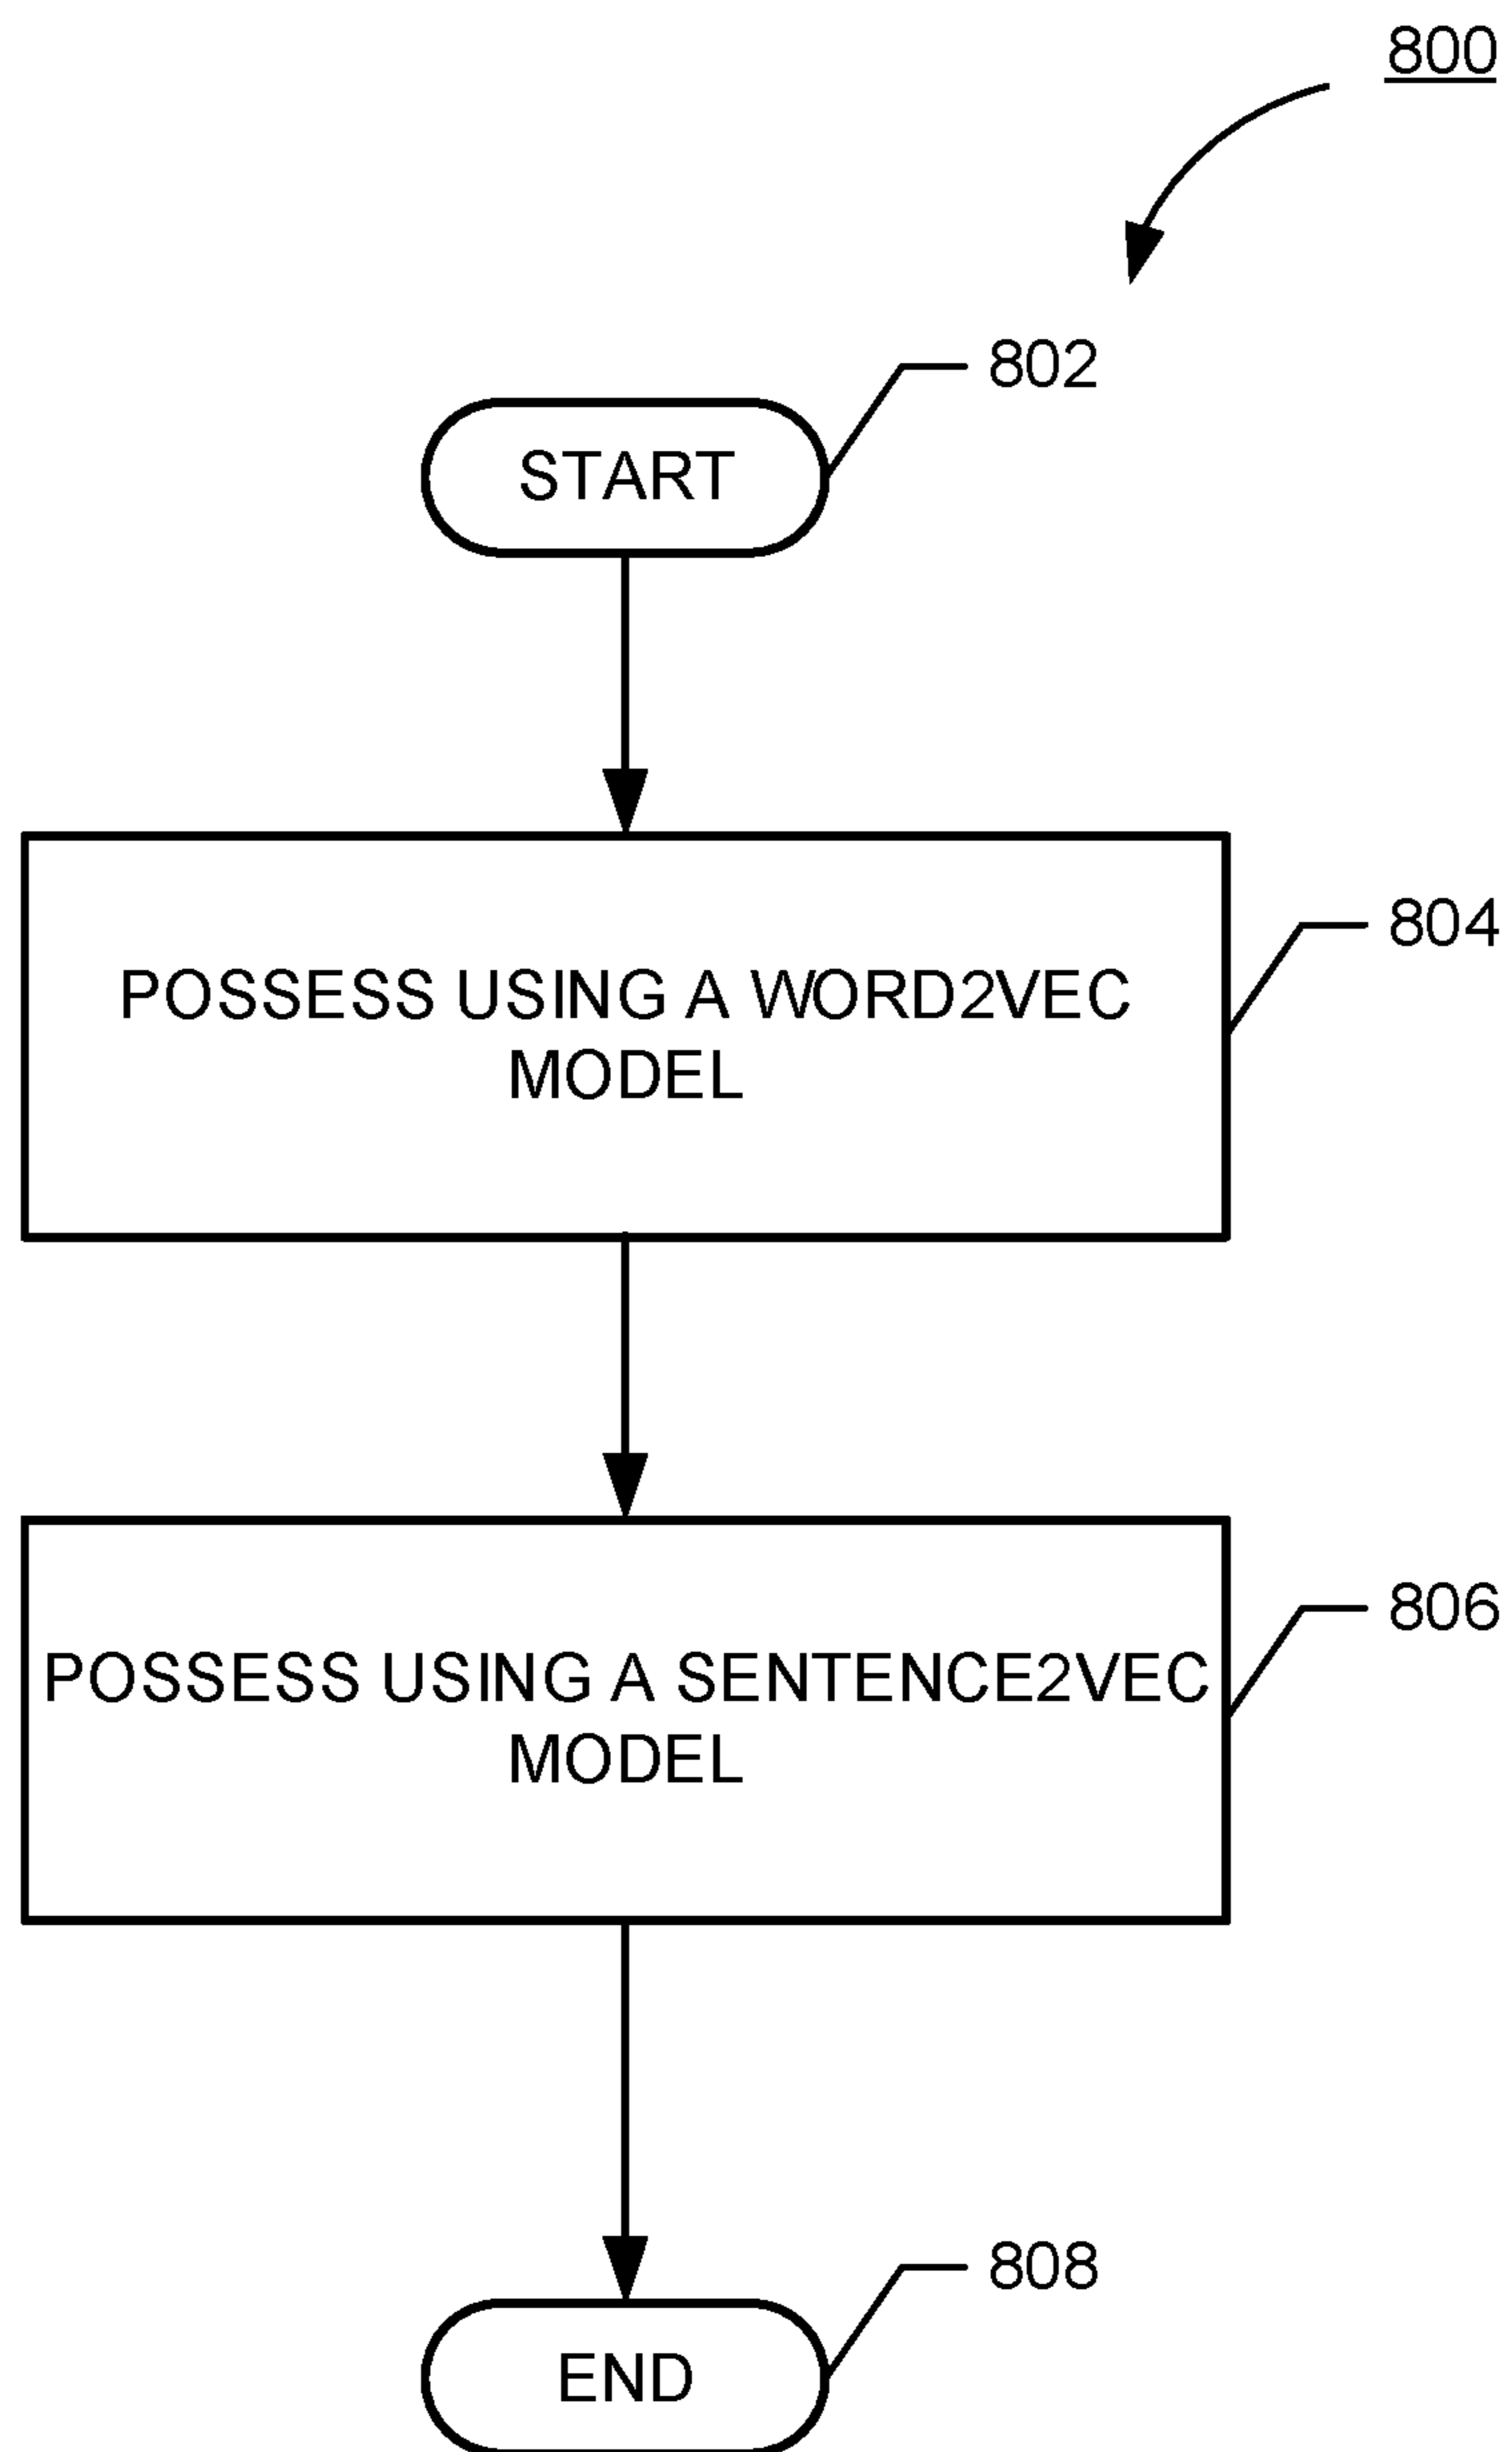 800
802
START
804
POSSESS USING A WORD2VEC
MODEL
806
POSSESS USING A SENTENCE2VEC
MODEL
808
END